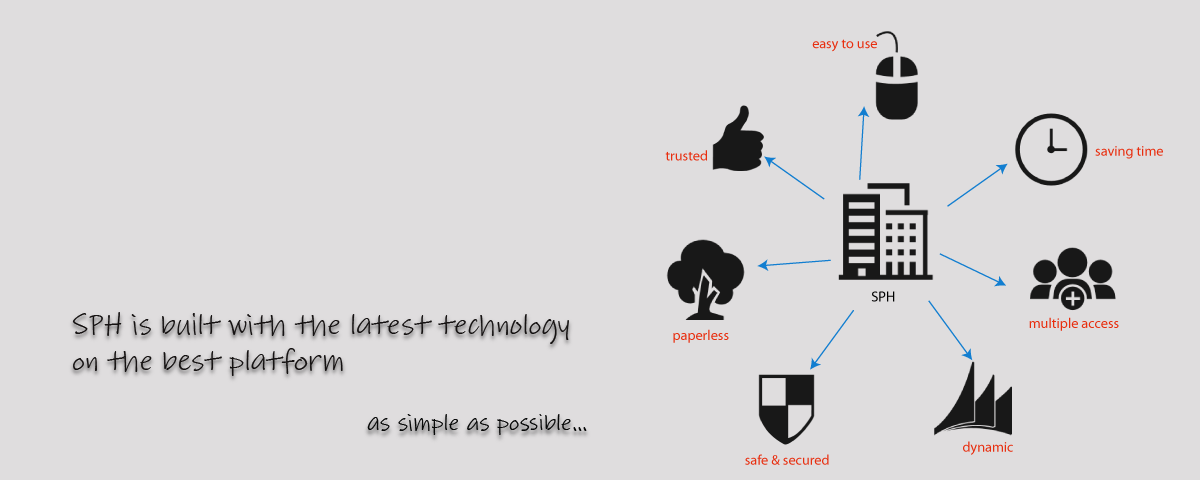 SPH is built with the latest technology
on the best platform
as simple as possible...
easy to use
trusted
saving time
SPH
paperless
multiple access
safe & secured
dynamic